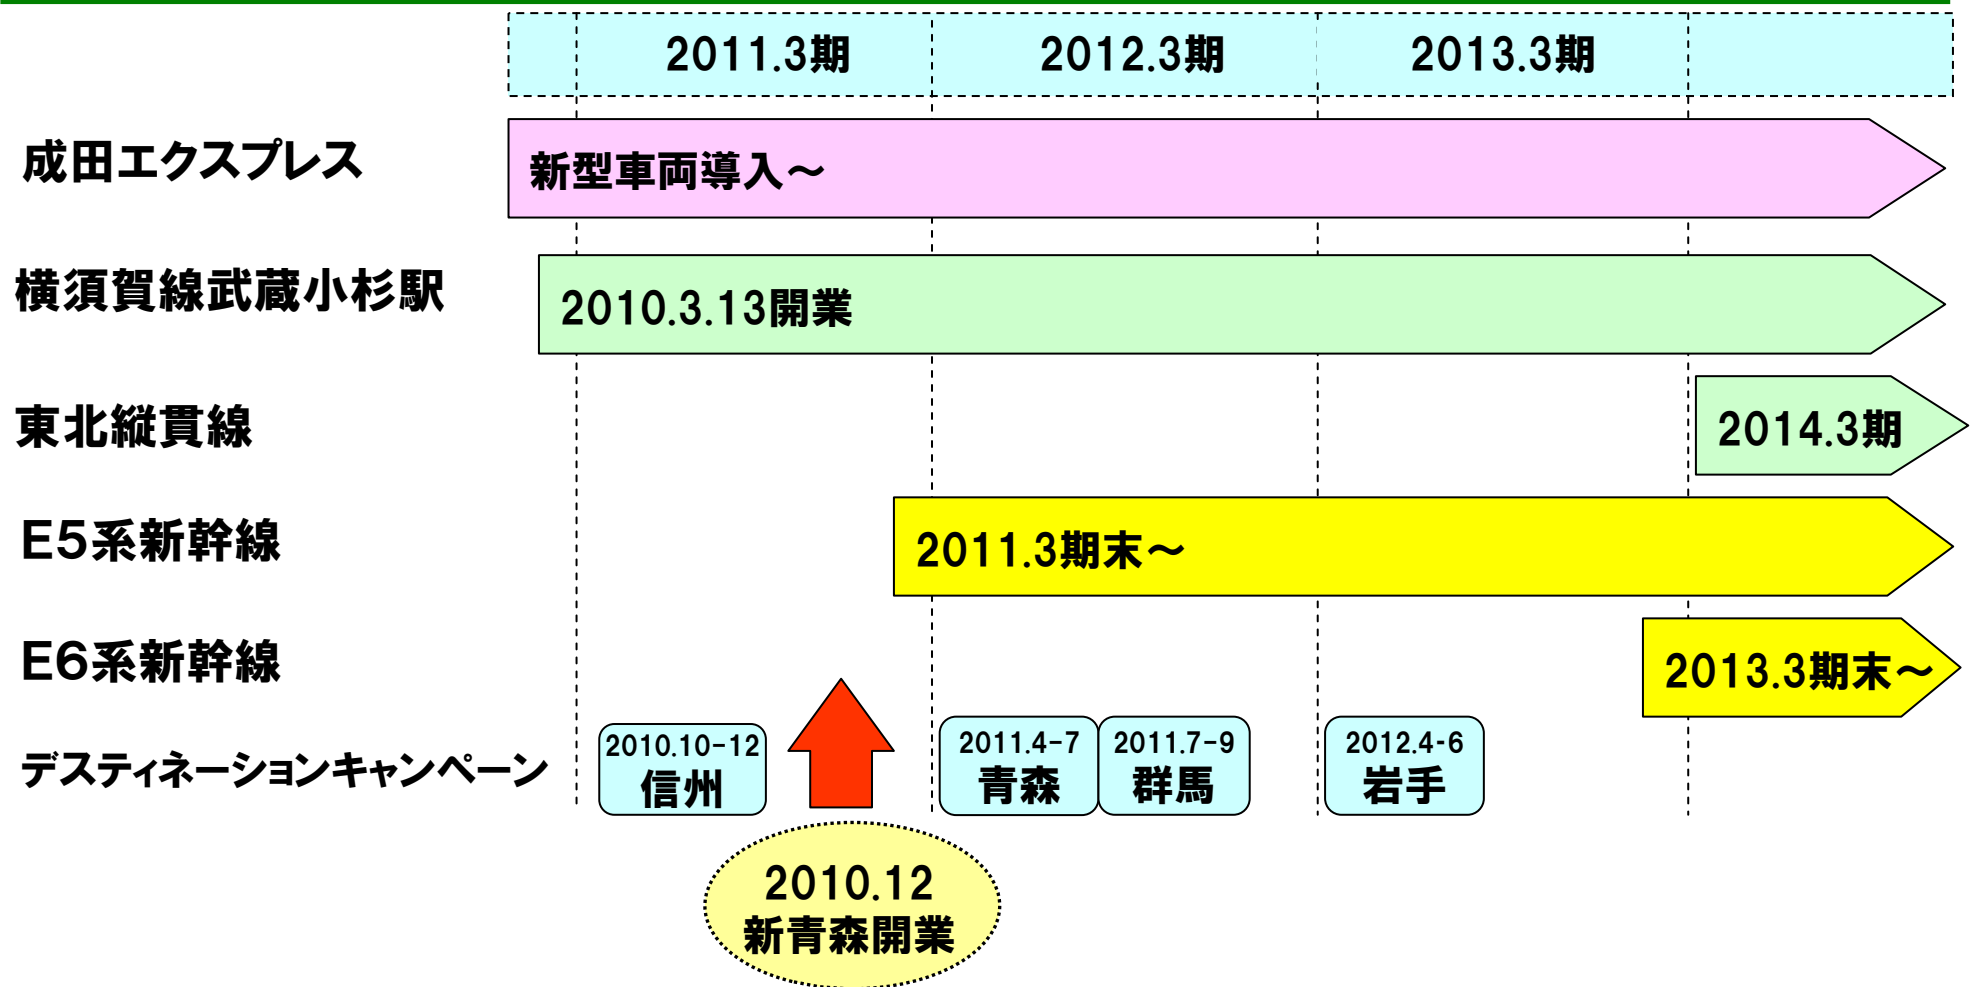 2011.3期 2012.3期 2013.3期
成田エクスプレス
新型車両導入～
横須賀線武蔵小杉駅
2010.3.13開業
東北縦貫線
2014.3期
E5系新幹線
2011.3期末～
E6系新幹線
2013.3期末～
デスティネーションキャンペーン
2010.10-12
信州
2011.4-7
青森
2011.7-9
群馬
2012.4-6
岩手
2010.12
新青森開業